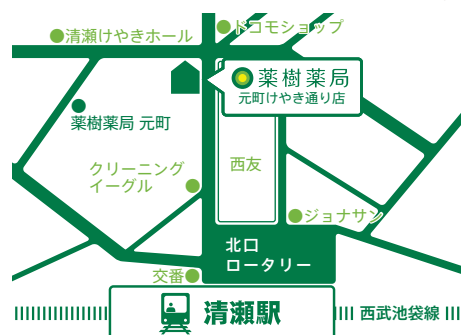 清瀬けやきホール
ドコモショップ
薬樹薬局
元町けやき通り店
薬樹薬局 元町
クリーニング
イーグル
西友
ジョナサン
北口
ロータリー
交番
清瀬駅
西武池袋線